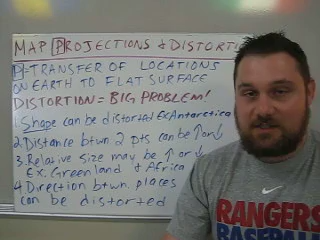 MAP PROJECTIONS & DISTORTI
P-TRANSFER OF LOCATIONS
ON EARTH TO FLAT SURFACE
DISTORTION = BIG PROBLEM!
1. Shape can be distorted Ex Antarctica
2. Distance btwn 2 pts can be ↑ or ↓
3. Relative size may be ↑ or ↓
Ex. Greenland & Africa
4. Direction btwn. places
can be distorted
RANGERS
BASEBALL